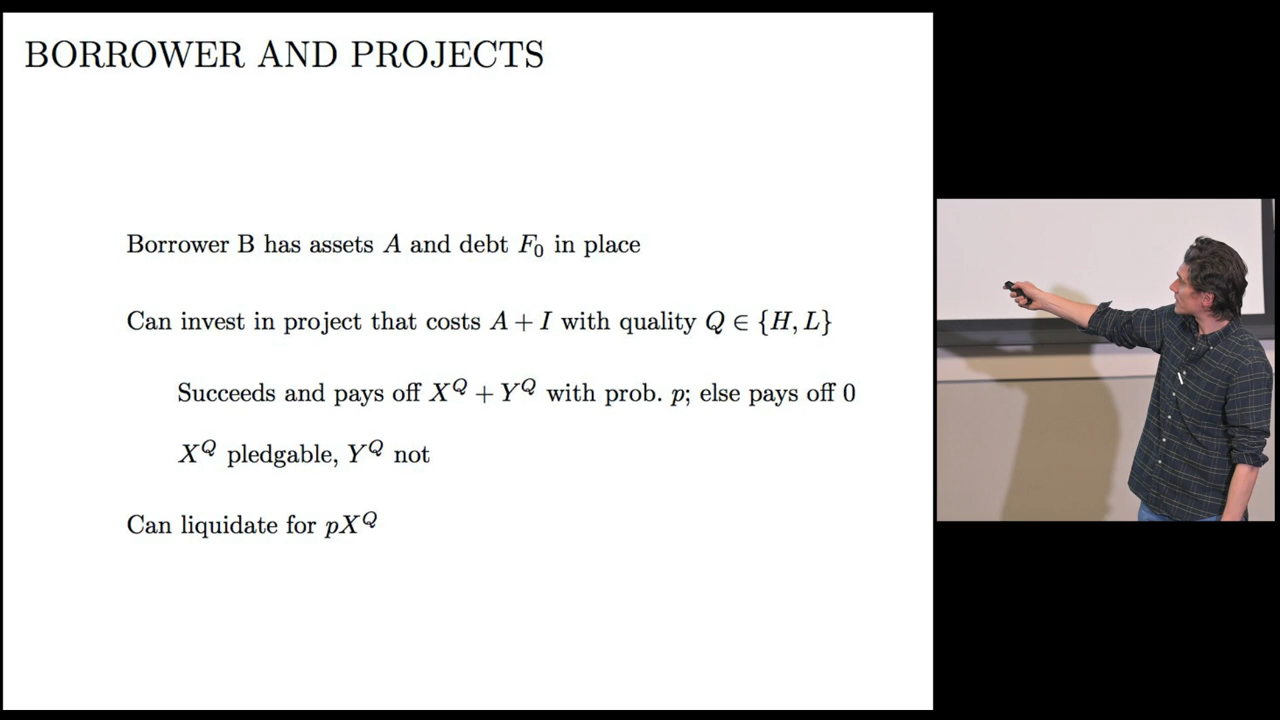 BORROWER AND PROJECTS
Borrower B has assets A and debt F₀ in place
Can invest in project that costs A + I with quality Q ∈ {H, L}
Succeeds and pays off X^Q + Y^Q with prob. p; else pays off 0
X^Q pledgable, Y^Q not
Can liquidate for pX^Q